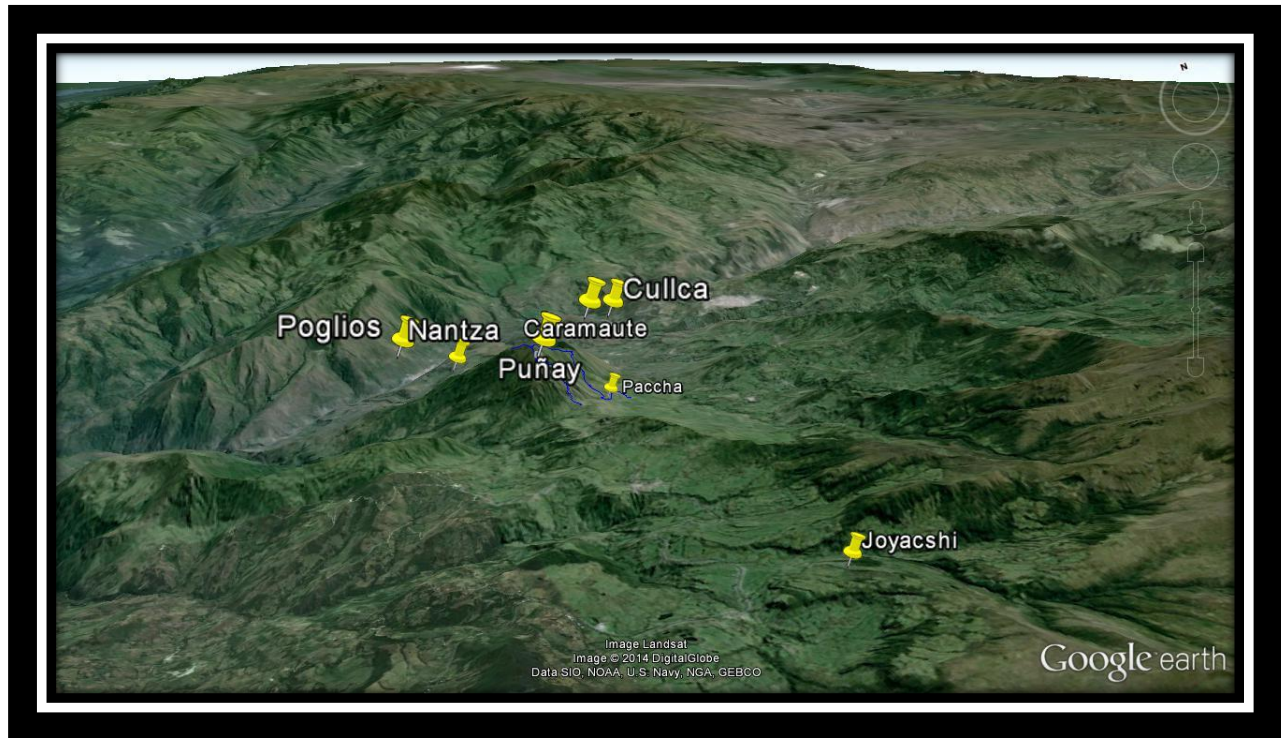 N
Cullca
Poglios
Nantza
Caramaute
Puñay
Paccha
Joyacshi
Image Landsat
Image © 2014 DigitalGlobe
Data SIO, NOAA, U.S. Navy, NGA, GEBCO
Google earth